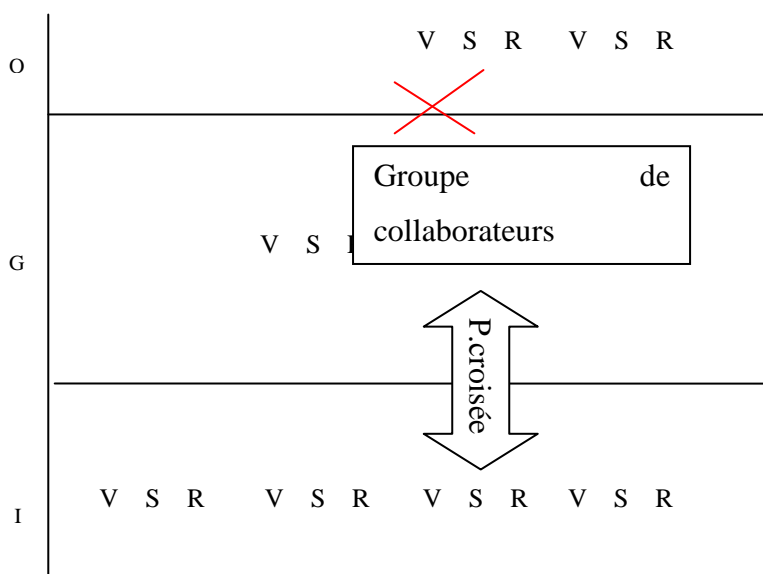 V S R V S R
O
Groupe de
collaborateurs
V S
G
P.croisée
V S R V S R V S R V S R
I